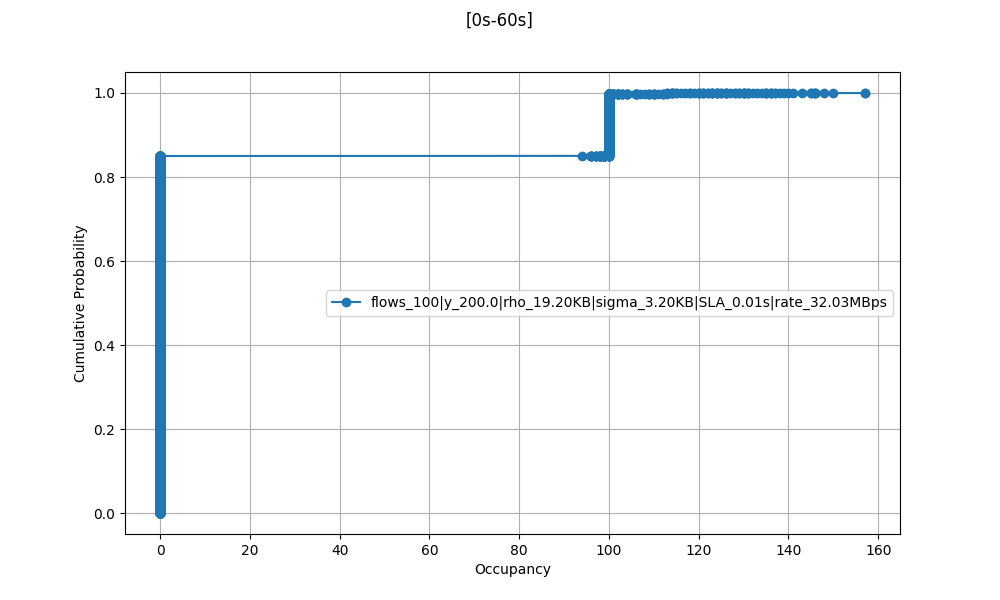 [0s-60s]
Cumulative Probability
1.0
0.8
0.6
0.4
0.2
0.0
flows_100|y_200.0|rho_19.20KB|sigma_3.20KB|SLA_0.01s|rate_32.03MBps
0 20 40 60 80 100 120 140 160
Occupancy